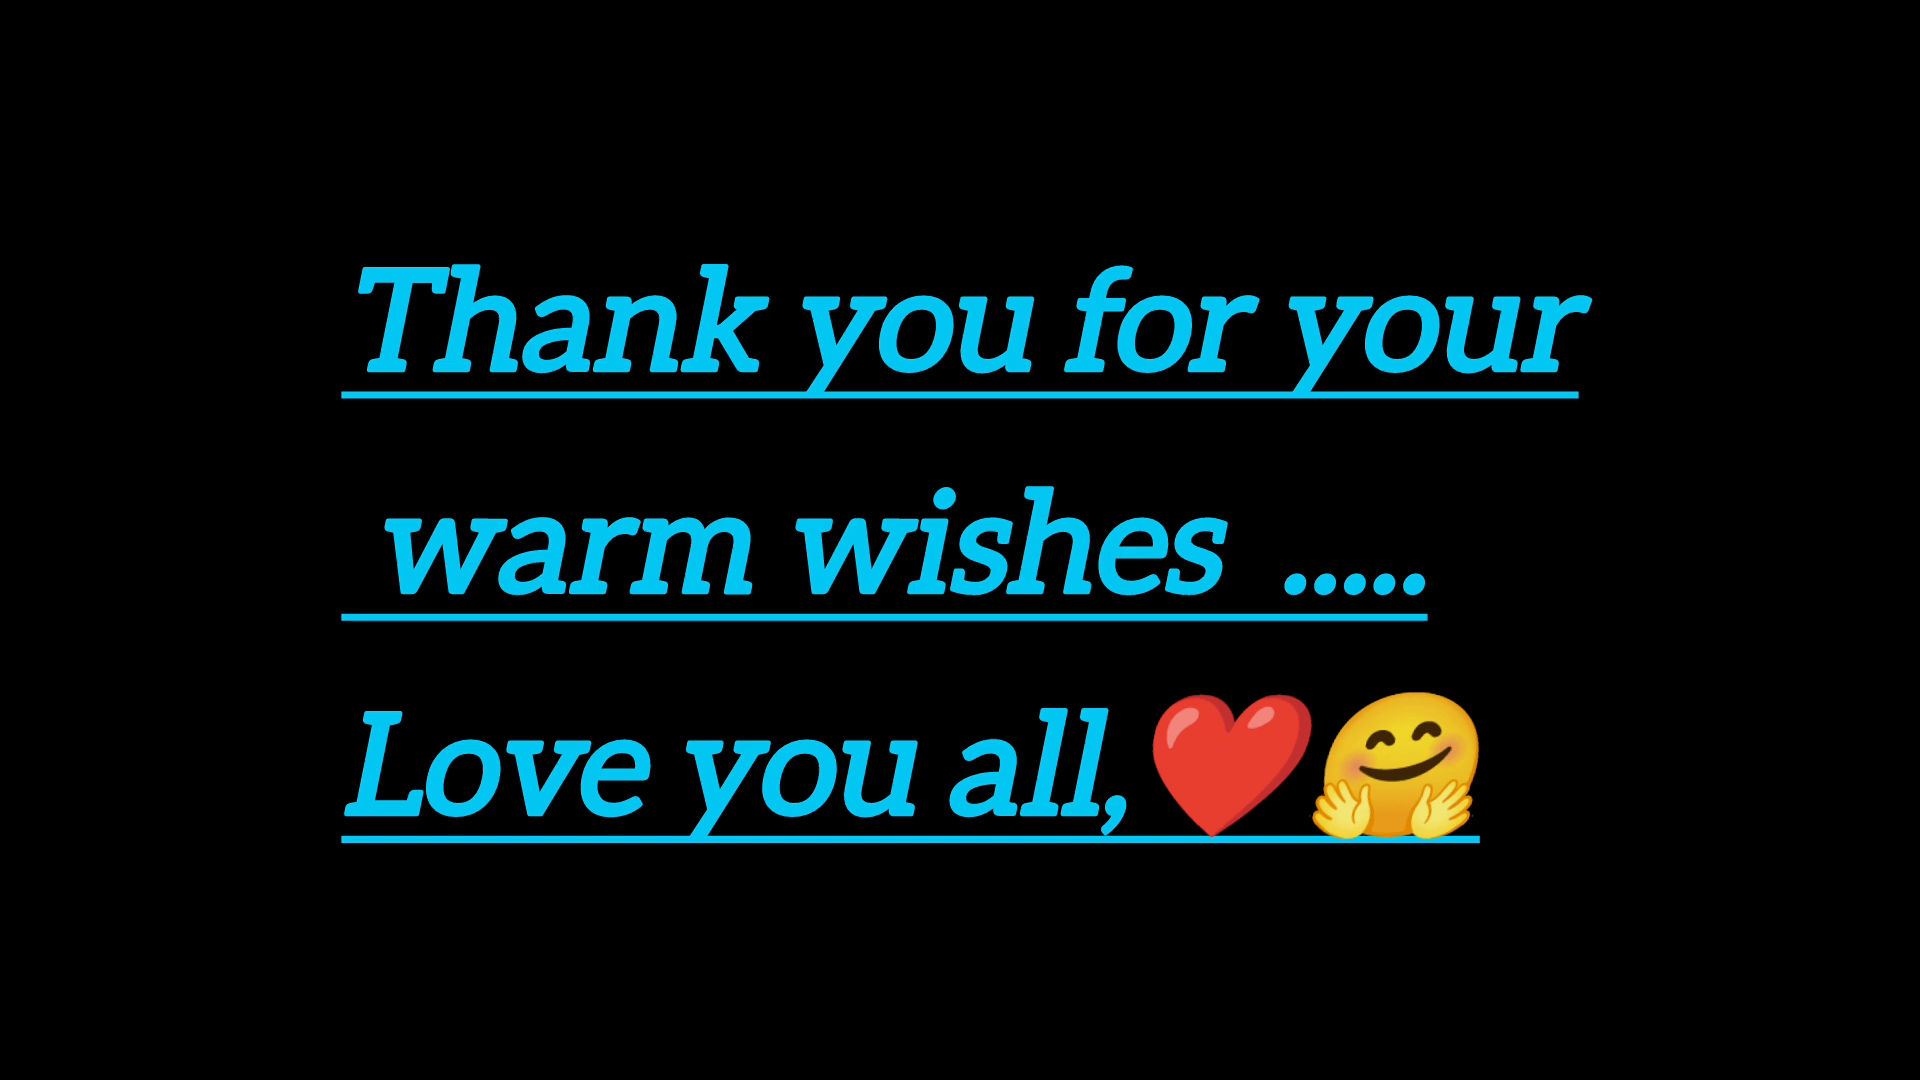 Thank you for your
warm wishes .....
Love you all,❤️🤗